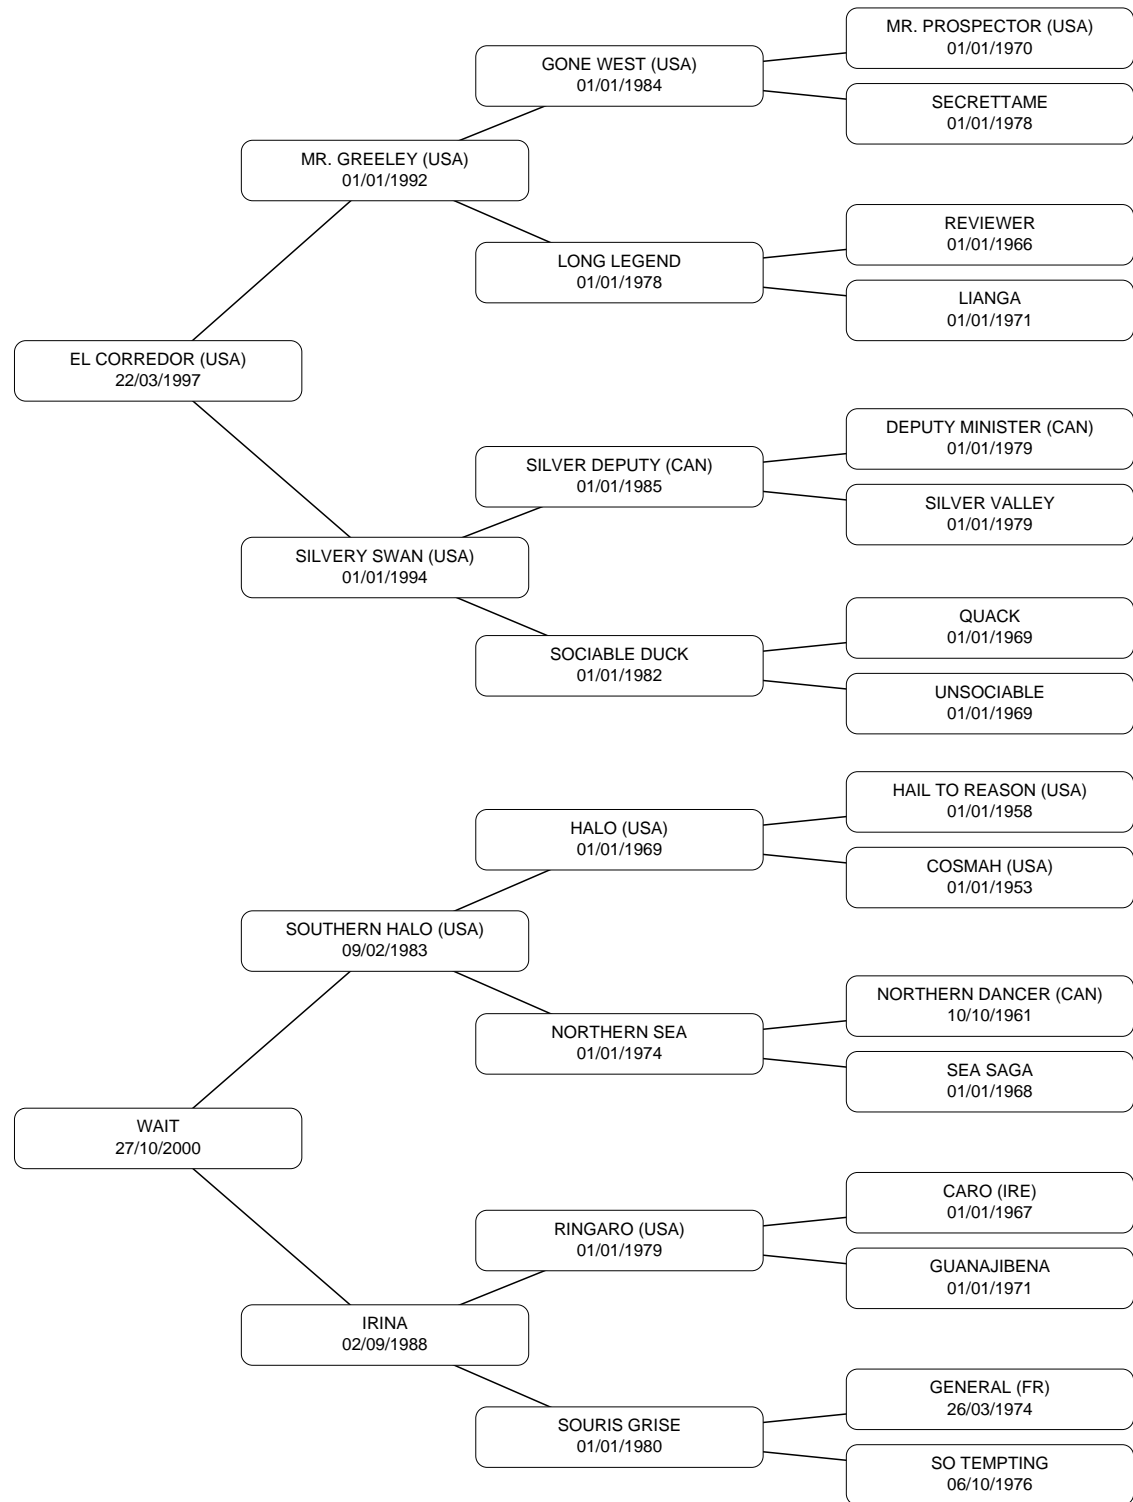 MR. PROSPECTOR (USA)
01/01/1970
GONE WEST (USA)
01/01/1984
SECRETTAME
01/01/1978
MR. GREELEY (USA)
01/01/1992
REVIEWER
01/01/1966
LONG LEGEND
01/01/1978
LIANGA
01/01/1971
EL CORREDOR (USA)
22/03/1997
DEPUTY MINISTER (CAN)
01/01/1979
SILVER DEPUTY (CAN)
01/01/1985
SILVER VALLEY
01/01/1979
SILVERY SWAN (USA)
01/01/1994
QUACK
01/01/1969
SOCIABLE DUCK
01/01/1982
UNSOCIABLE
01/01/1969
HAIL TO REASON (USA)
01/01/1958
HALO (USA)
01/01/1969
COSMAH (USA)
01/01/1953
SOUTHERN HALO (USA)
09/02/1983
NORTHERN DANCER (CAN)
10/10/1961
NORTHERN SEA
01/01/1974
SEA SAGA
01/01/1968
WAIT
27/10/2000
CARO (IRE)
01/01/1967
RINGARO (USA)
01/01/1979
GUANAJIBENA
01/01/1971
IRINA
02/09/1988
GENERAL (FR)
26/03/1974
SOURIS GRISE
01/01/1980
SO TEMPTING
06/10/1976